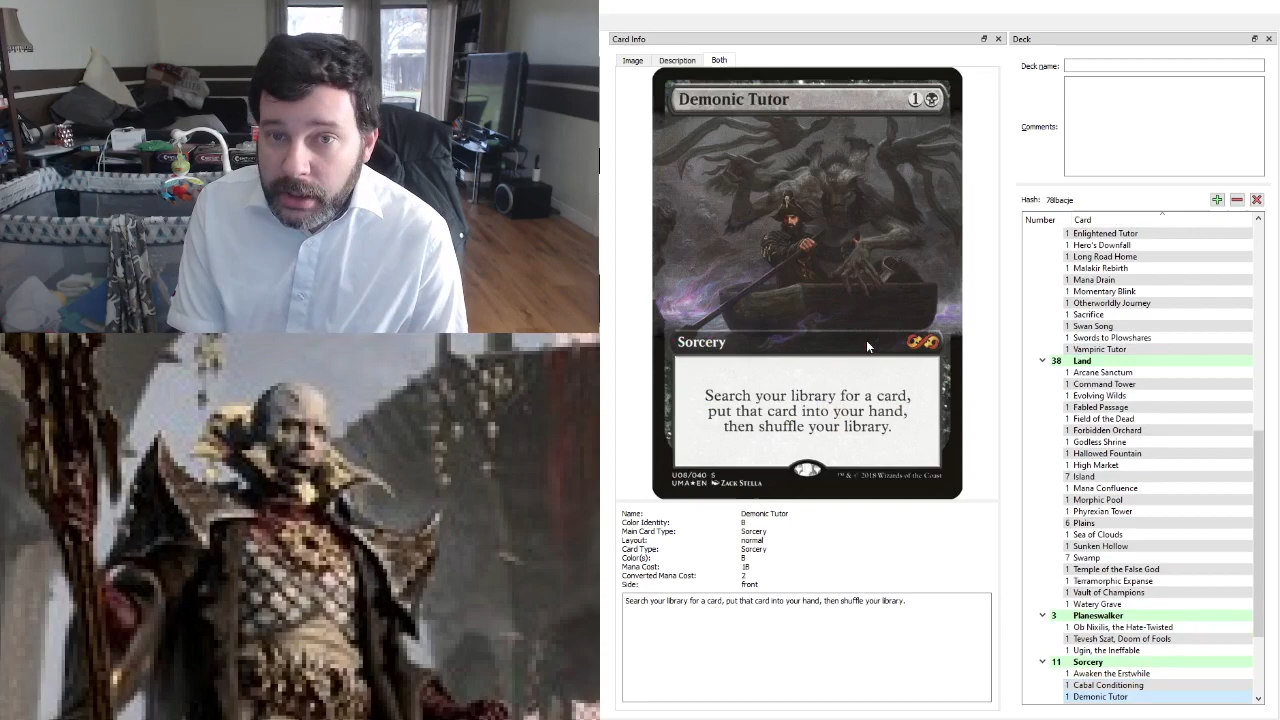 Card Info
Deck
Image
Description
Both
Demonic Tutor
1
Sorcery
Search your library for a card,
put that card into your hand,
then shuffle your library.
U06/040 S
UMA★EN ZACK STELLA
™ & © 2018 Wizards of the Coast
Name: Demonic Tutor
Color Identity: B
Main Card Type: Sorcery
Layout: normal
Card Type: Sorcery
Color(s): B
Mana Cost: 1B
Converted Mana Cost: 2
Side: front
Search your library for a card, put that card into your hand, then shuffle your library.
Deck name:
Comments:
Hash: 78lbacje
Number Card
1 Enlightened Tutor
1 Hero's Downfall
1 Long Road Home
1 Malakir Rebirth
1 Mana Drain
1 Momentary Blink
1 Otherworldly Journey
1 Sacrifice
1 Swan Song
1 Swords to Plowshares
1 Vampiric Tutor
38 Land
1 Arcane Sanctum
1 Command Tower
1 Evolving Wilds
1 Fabled Passage
1 Field of the Dead
1 Forbidden Orchard
1 Godless Shrine
1 Hallowed Fountain
1 High Market
7 Island
1 Mana Confluence
1 Morphic Pool
1 Phyrexian Tower
6 Plains
1 Sea of Clouds
1 Sunken Hollow
7 Swamp
1 Temple of the False God
1 Terramorphic Expanse
1 Vault of Champions
1 Watery Grave
3 Planeswalker
1 Ob Nixilis, the Hate-Twisted
1 Tevesh Szat, Doom of Fools
1 Ugin, the Ineffable
11 Sorcery
1 Awaken the Erstwhile
1 Cabal Conditioning
1 Demonic Tutor